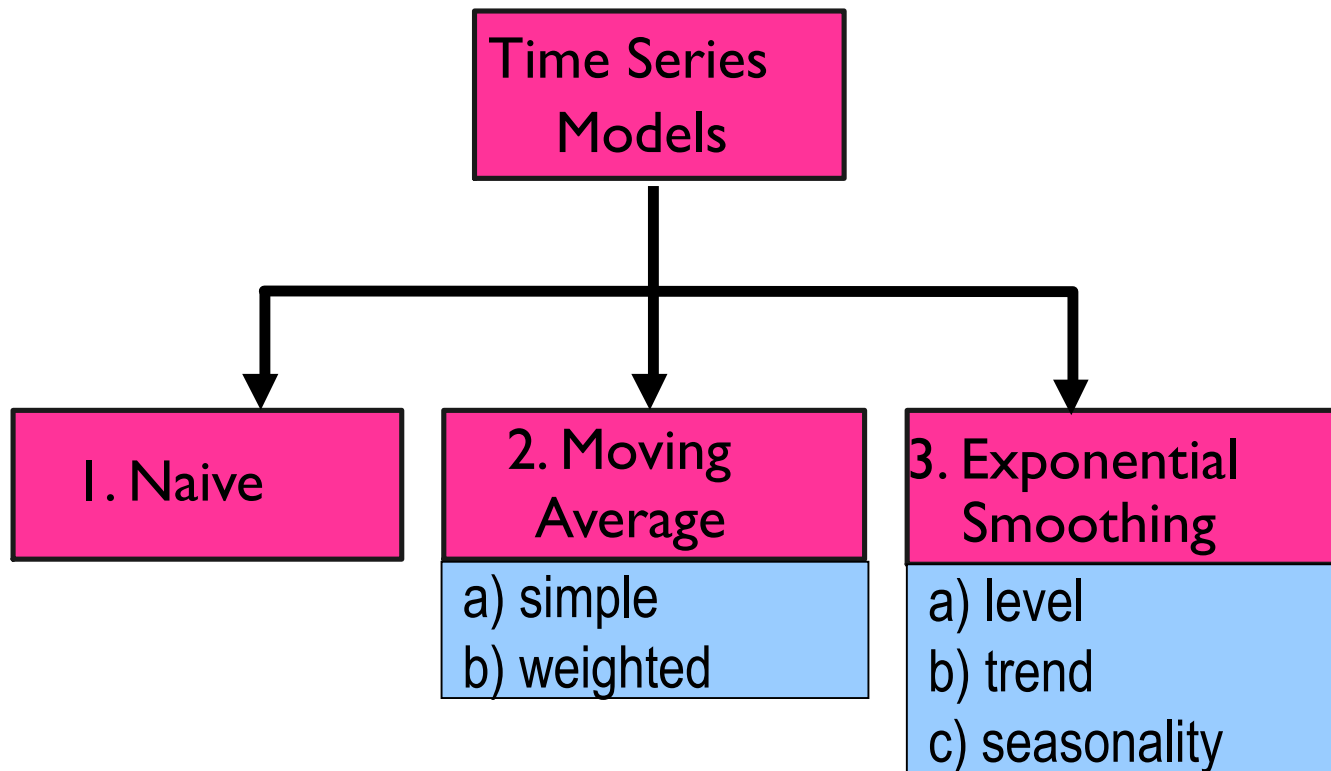 Time Series
Models
1. Naive
2. Moving
Average
a) simple
b) weighted
3. Exponential
Smoothing
a) level
b) trend
c) seasonality